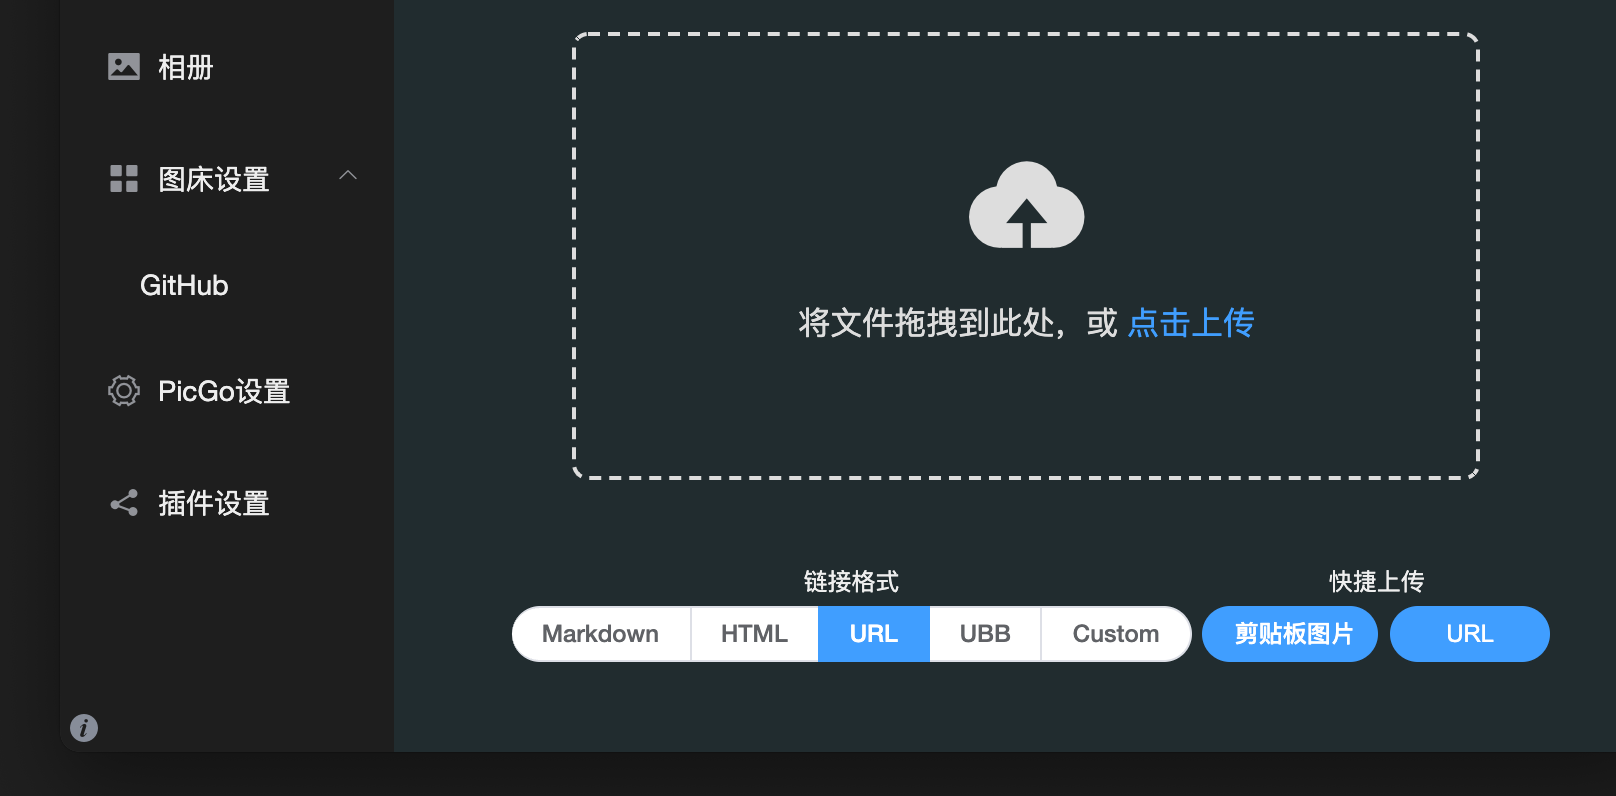 相册
图床设置
GitHub
PicGo设置
插件设置
将文件拖拽到此处，或 点击上传
链接格式
Markdown HTML URL UBB Custom
快捷上传
剪贴板图片 URL
i